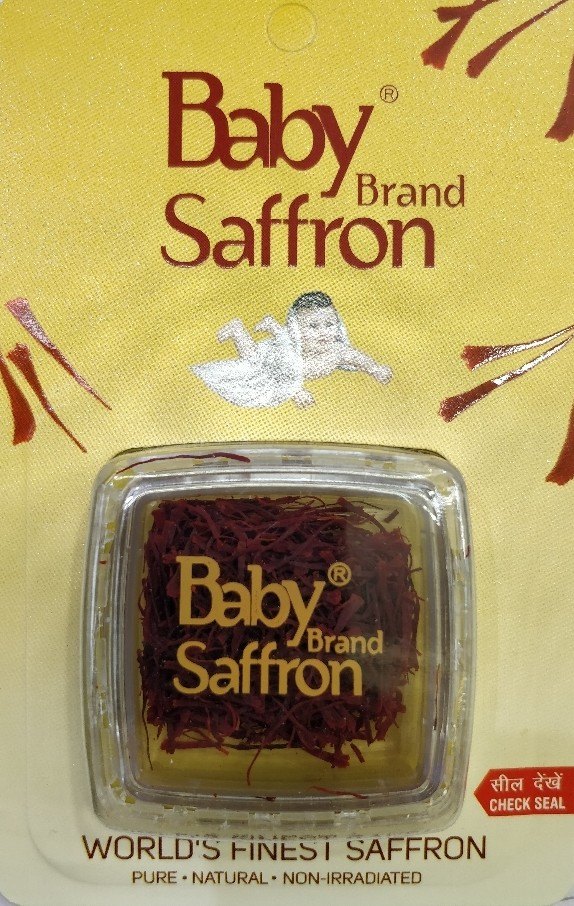 Baby®
Brand
Saffron
Baby®
Brand
Saffron
सील देखें
CHECK SEAL
WORLD'S FINEST SAFFRON
PURE • NATURAL • NON-IRRADIATED